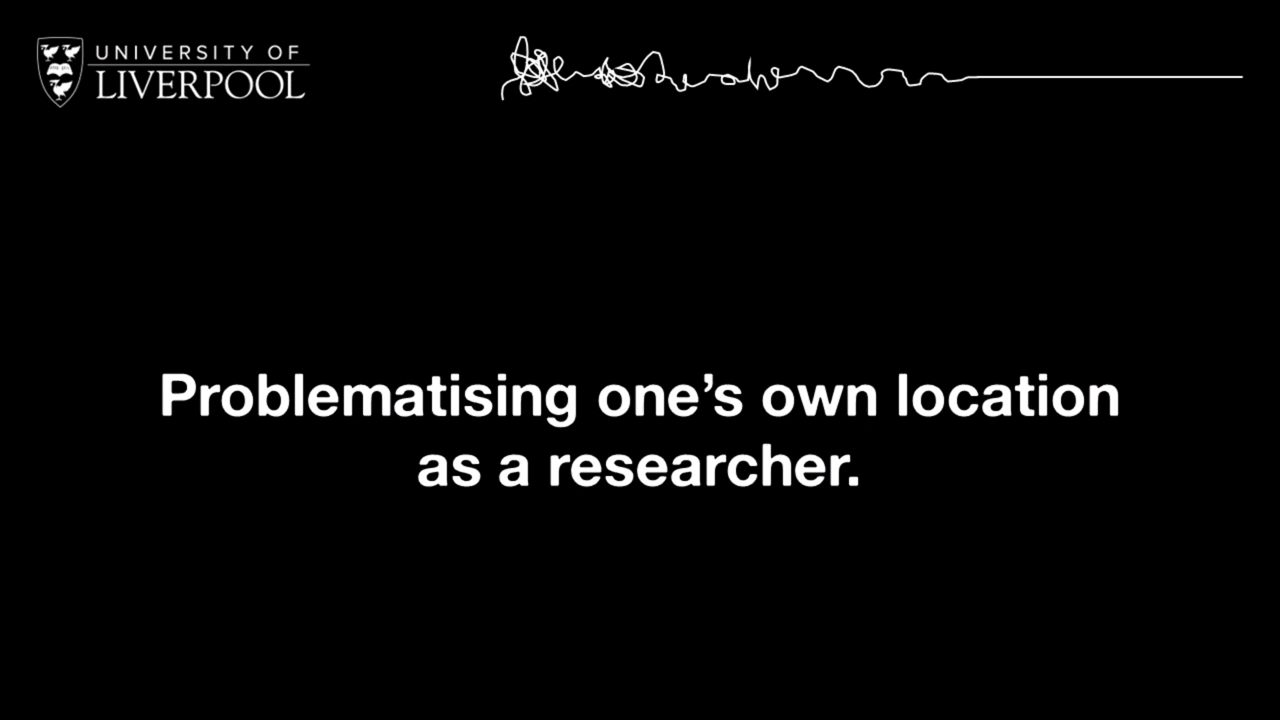 UNIVERSITY OF
LIVERPOOL
Problematising one’s own location
as a researcher.